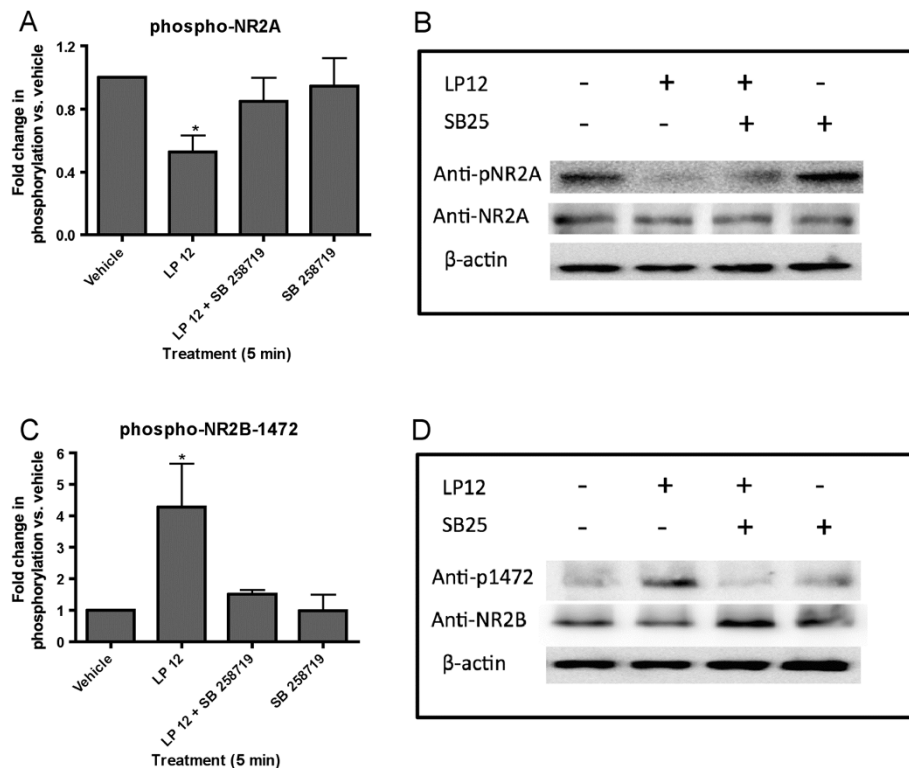 A
phospho-NR2A
Fold change in
phosphorylation vs. vehicle
1.2
0.8
0.4
0.0
*
Vehicle
LP 12
LP 12 + SB 258719
SB 258719
Treatment (5 min)
B
LP12 - + + -
SB25 - - + +
Anti-pNR2A
Anti-NR2A
β-actin
C
phospho-NR2B-1472
Fold change in
phosphorylation vs. vehicle
6
5
4
3
2
1
0
*
Vehicle
LP 12
LP 12 + SB 258719
SB 258719
Treatment (5 min)
D
LP12 - + + -
SB25 - - + +
Anti-p1472
Anti-NR2B
β-actin